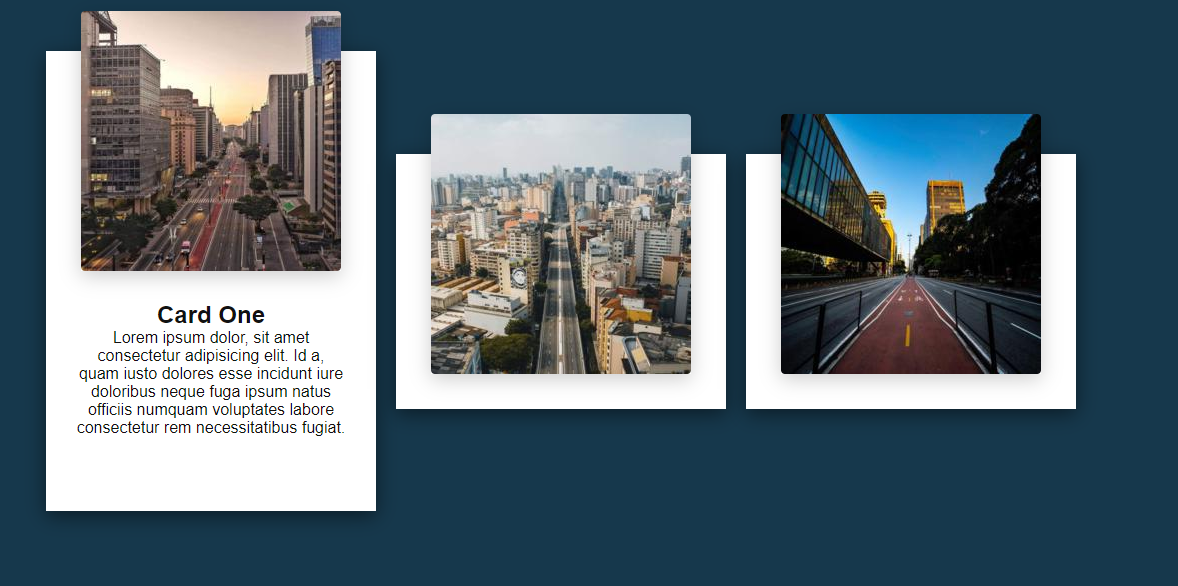 Card One
Lorem ipsum dolor, sit amet
consectetur adipisicing elit. Id a,
quam iusto dolores esse incidunt iure
doloribus neque fuga ipsum natus
officiis numquam voluptates labore
consectetur rem necessitatibus fugiat.